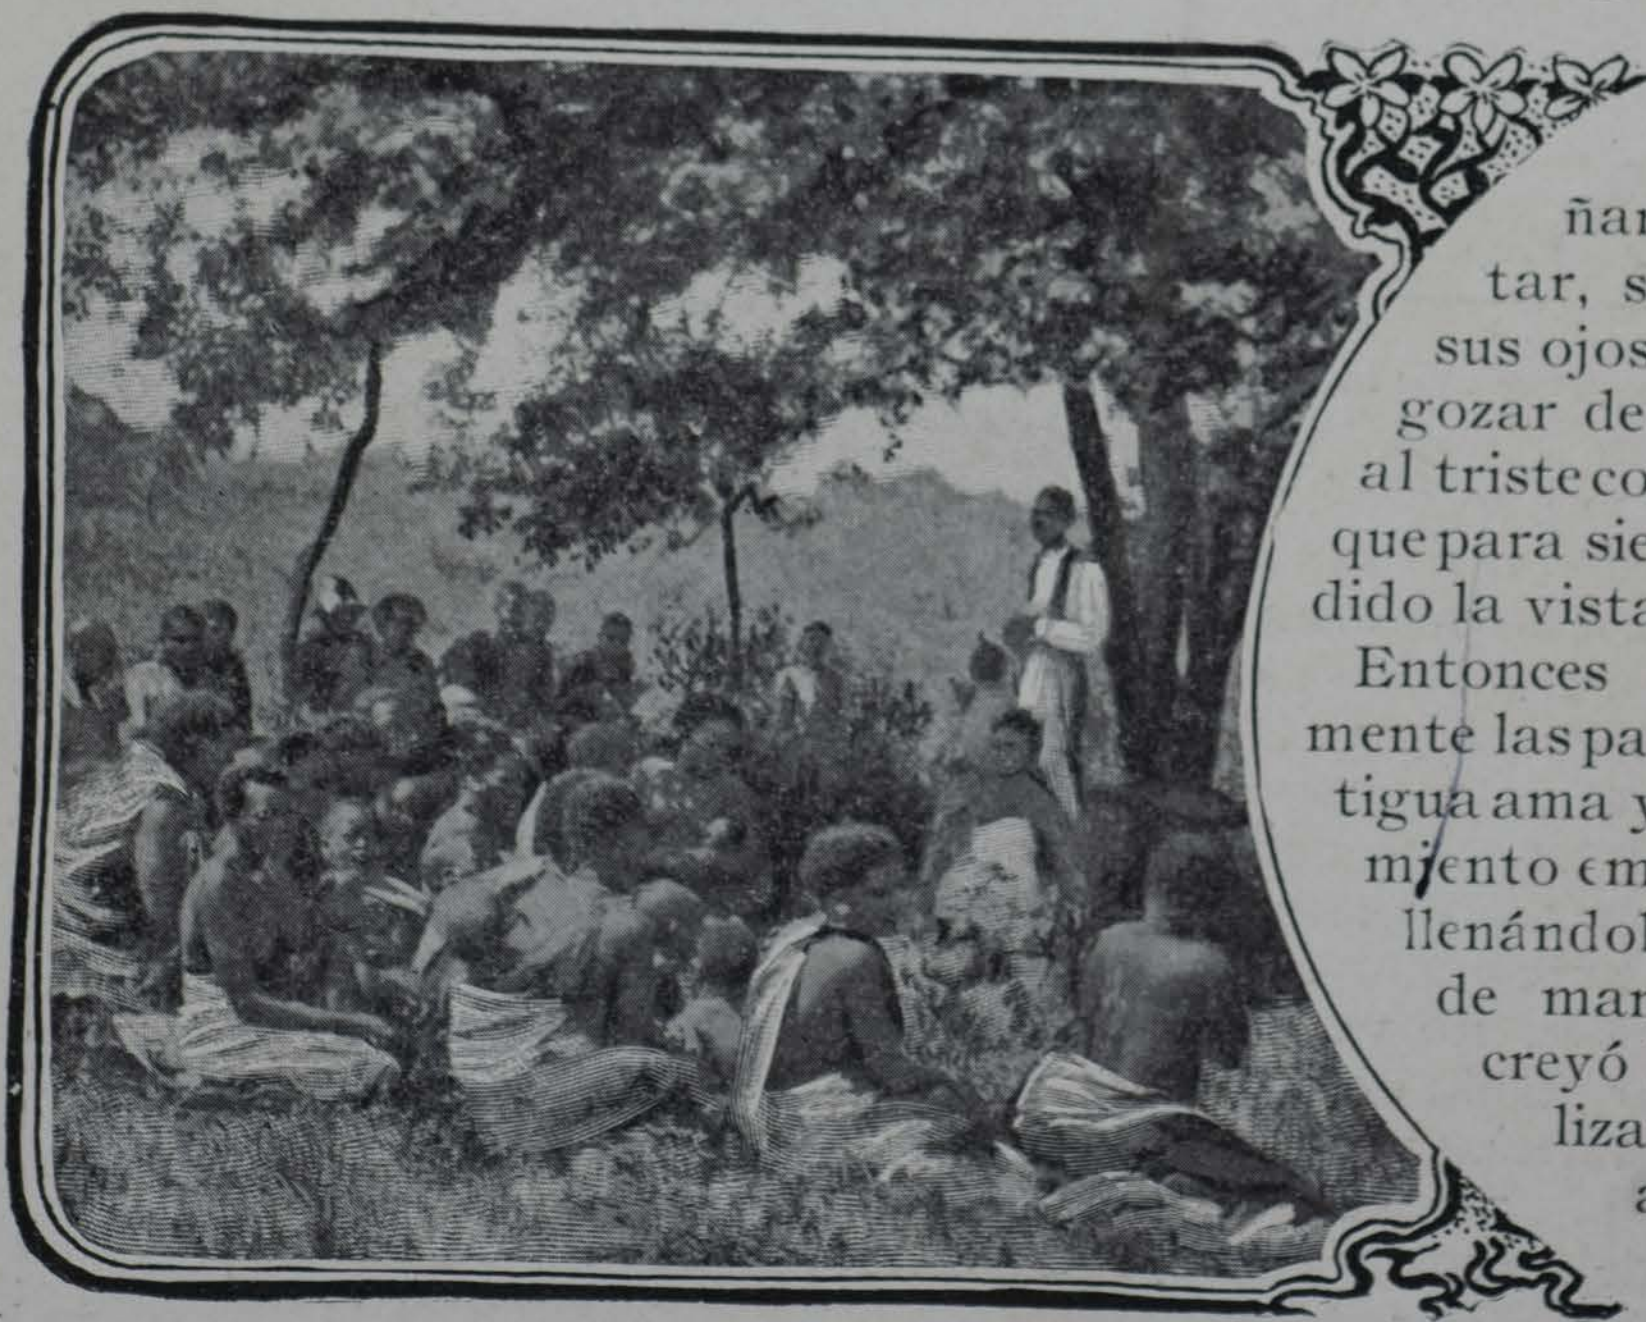 ñar
tar, s
sus ojos
gozar de
al triste co
que para sie
dido la vista
Entonces
mente las pa
tigua ama y
miento em
llenándol
de mar
creyó
liza
a